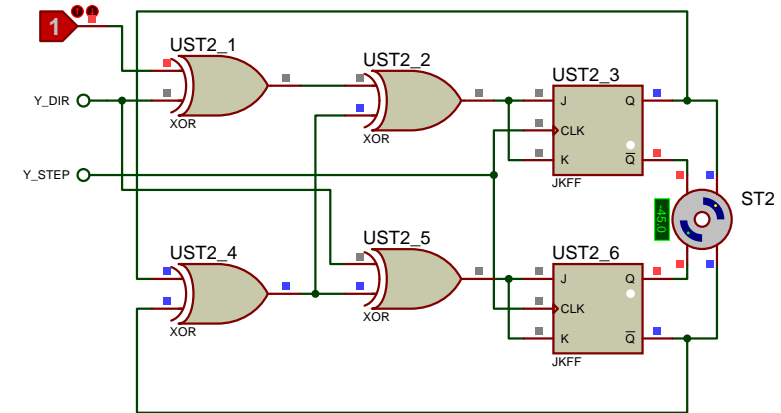 1
UST2_1
XOR
UST2_2
XOR
UST2_3
J
Q
CLK
K
Q
JKFF
Y_DIR
Y_STEP
ST2
-45.0
UST2_4
XOR
UST2_5
XOR
UST2_6
J
Q
CLK
K
Q
JKFF